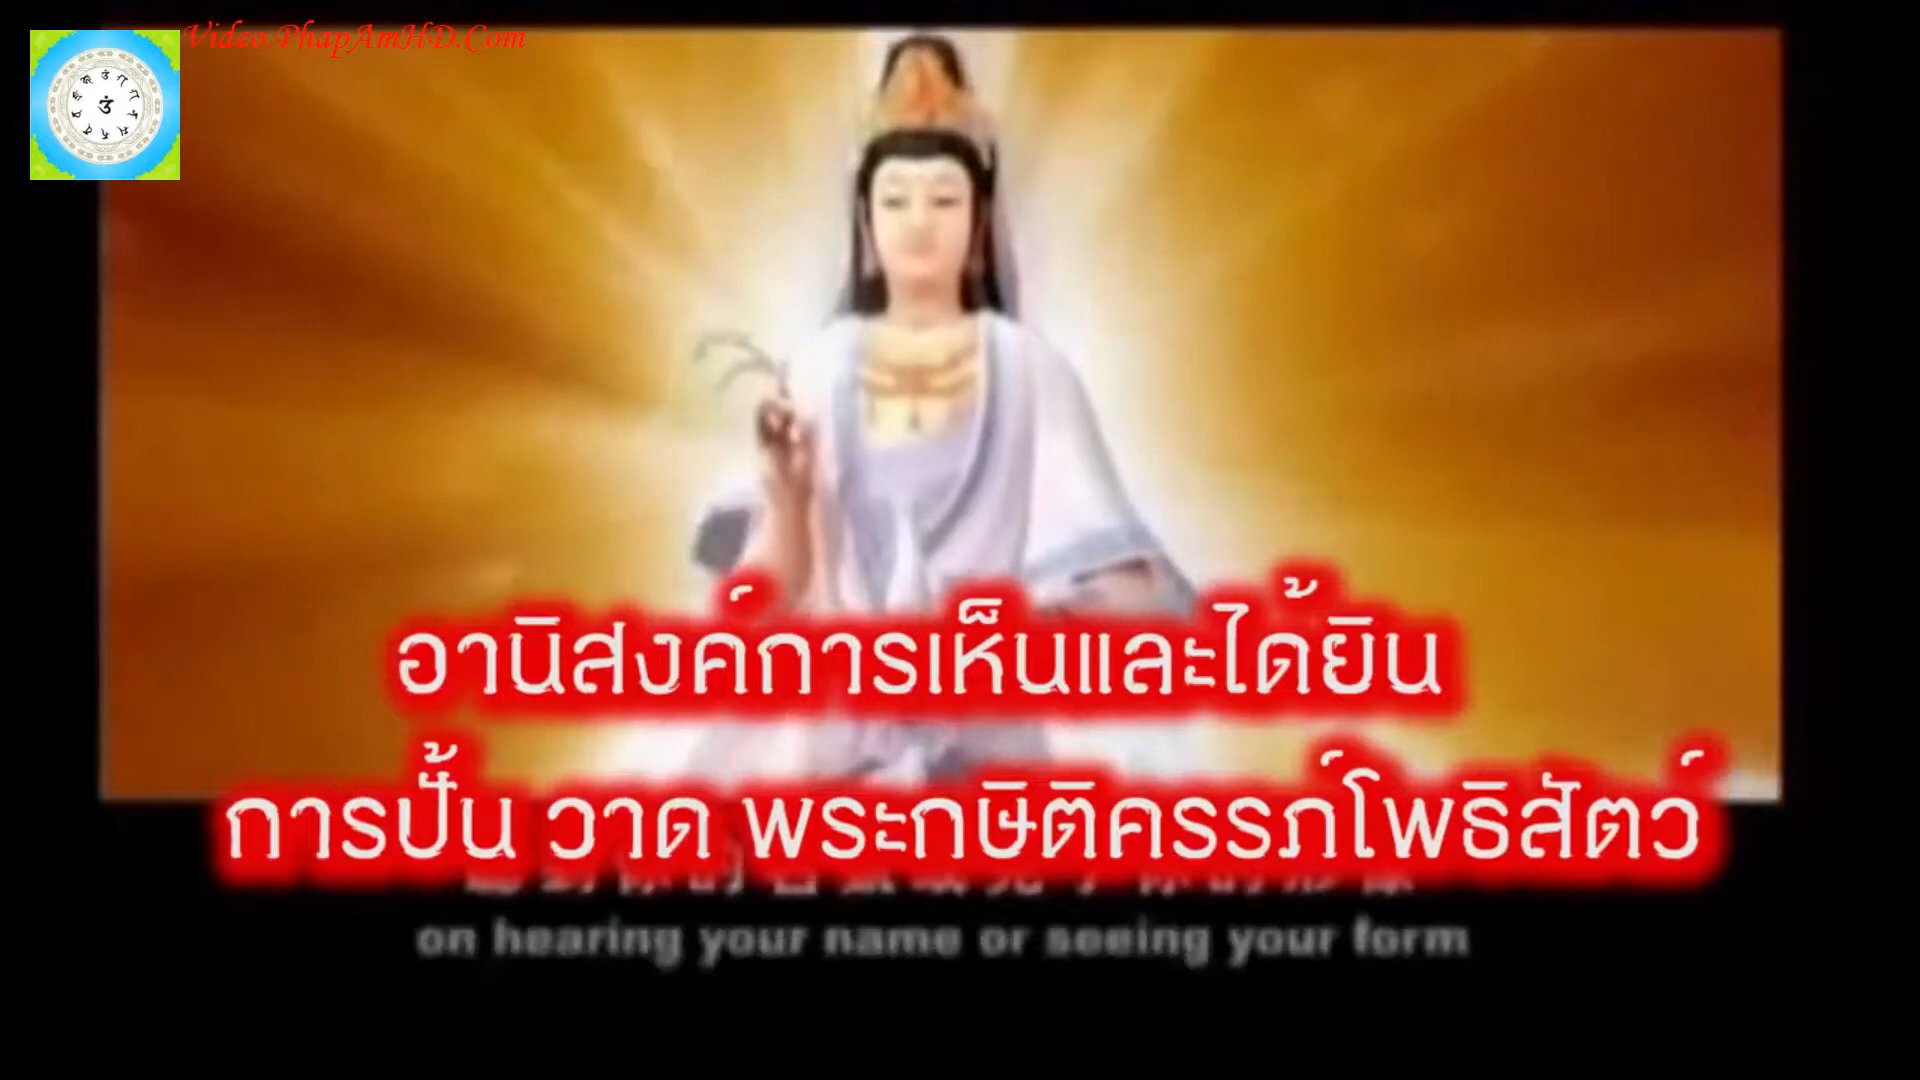 Video.PhapAmHD.Com
อานิสงค์การเห็นและได้ยิน
การปั้น วาด พระกษิติครรภ์โพธิสัตว์
on hearing your name or seeing your form